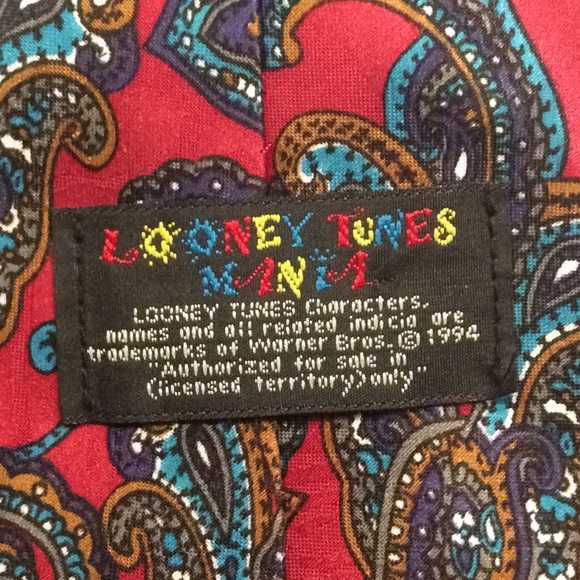 LOONEY TUNES
MANIA
LOONEY TUNES Characters,
names and all related indicia are
trademarks of Warner Bros. © 1994
"Authorized for sale in
(licensed territory) only"